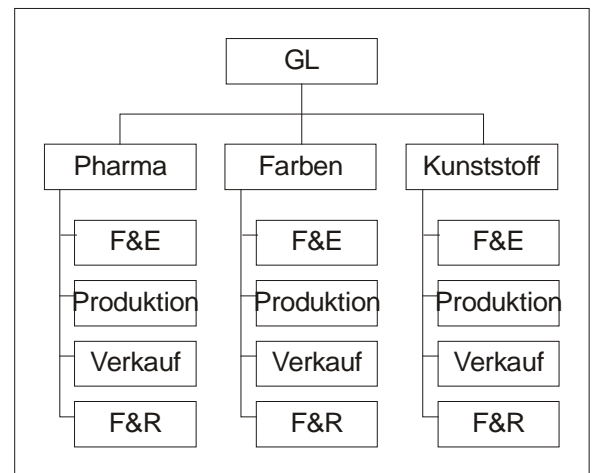 GL
Pharma
Farben
Kunststoff
F&E
F&E
F&E
Produktion
Produktion
Produktion
Verkauf
Verkauf
Verkauf
F&R
F&R
F&R